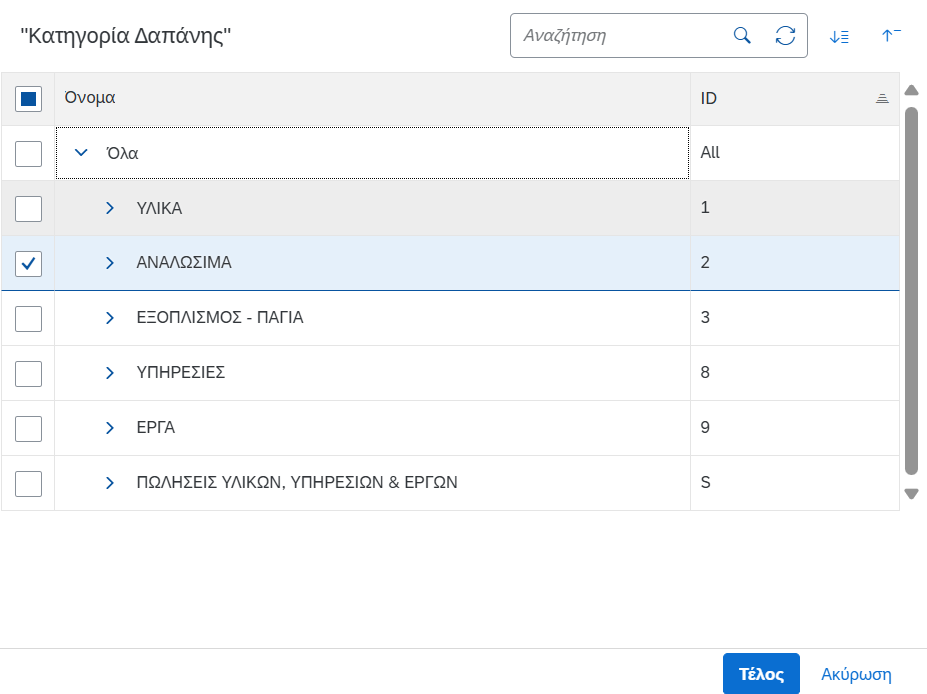 "Κατηγορία Δαπάνης"
Αναζήτηση
Όνομα ID
Όλα All
ΥΛΙΚΑ 1
ΑΝΑΛΩΣΙΜΑ 2
ΕΞΟΠΛΙΣΜΟΣ - ΠΑΓΙΑ 3
ΥΠΗΡΕΣΙΕΣ 8
ΕΡΓΑ 9
ΠΩΛΗΣΕΙΣ ΥΛΙΚΩΝ, ΥΠΗΡΕΣΙΩΝ & ΕΡΓΩΝ S
Τέλος Ακύρωση